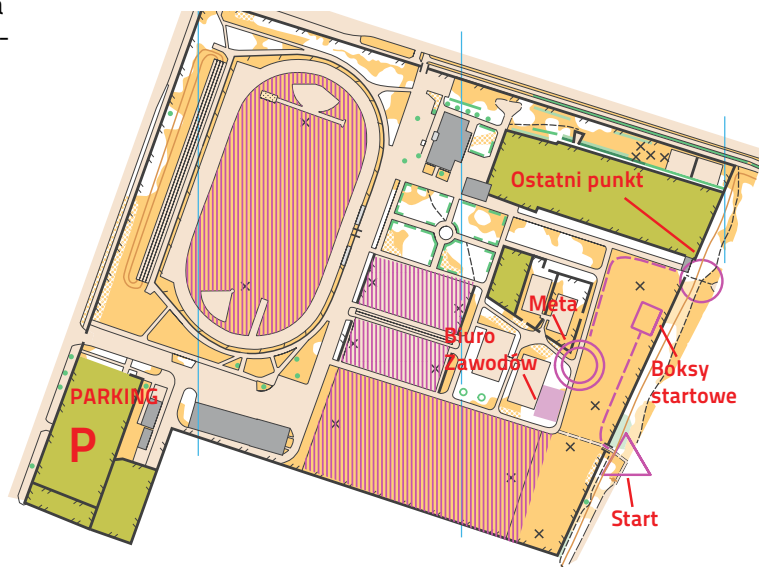 a
–
Ostatni punkt
Meta
Biuro
Zawodów
Boksy
startowe
PARKING
P
Start